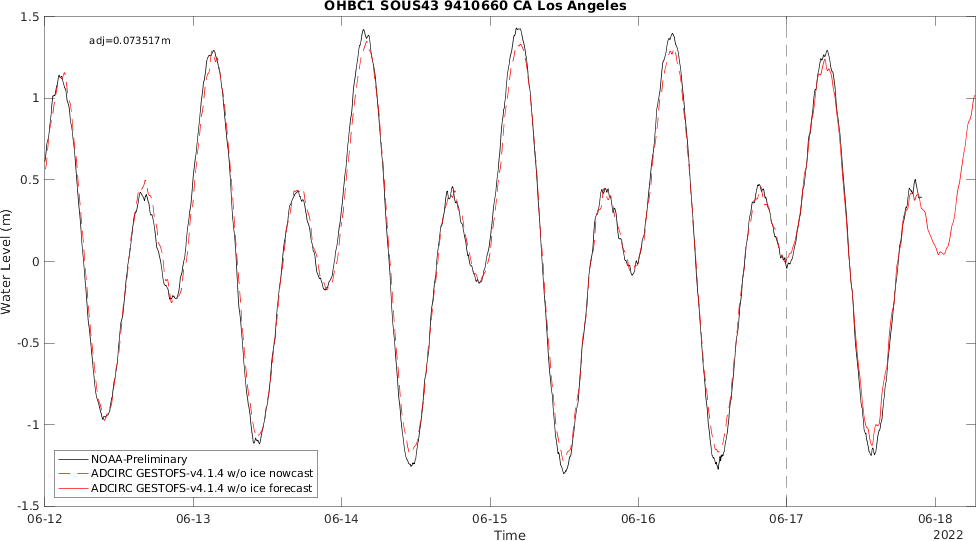 OHBC1 SOUS43 9410660 CA Los Angeles
adj=0.073517m
1.5
1
0.5
0
-0.5
-1
-1.5
Water Level (m)
NOAA-Preliminary
ADCIRC GESTOFS-v4.1.4 w/o ice nowcast
ADCIRC GESTOFS-v4.1.4 w/o ice forecast
06-12 06-13 06-14 06-15 06-16 06-17 06-18
Time
2022